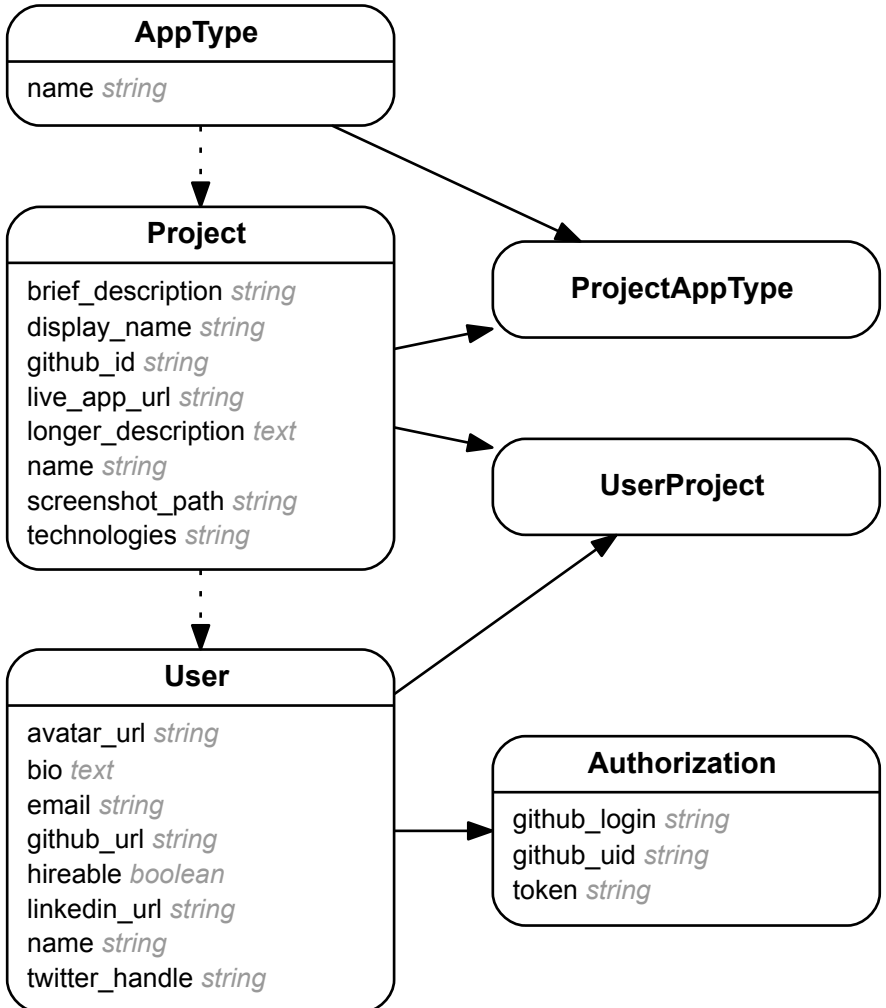 AppType
name string
Project
brief_description string
display_name string
github_id string
live_app_url string
longer_description text
name string
screenshot_path string
technologies string
ProjectAppType
UserProject
User
avatar_url string
bio text
email string
github_url string
hireable boolean
linkedin_url string
name string
twitter_handle string
Authorization
github_login string
github_uid string
token string